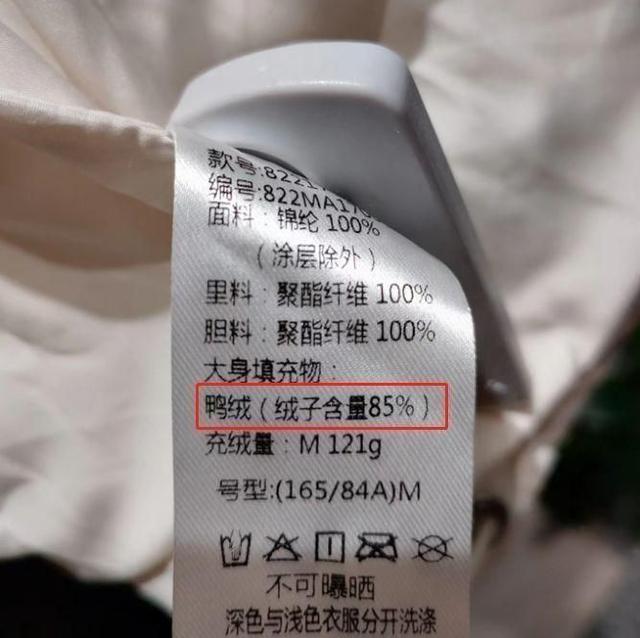 款号:822
编号:822MA170
面料：锦纶 100%
（涂层除外）
里料：聚酯纤维 100%
胆料：聚酯纤维 100%
大身填充物：
鸭绒（绒子含量85%）
充绒量：M 121g
号型:(165/84A)M
不可曝晒
深色与浅色衣服分开洗涤